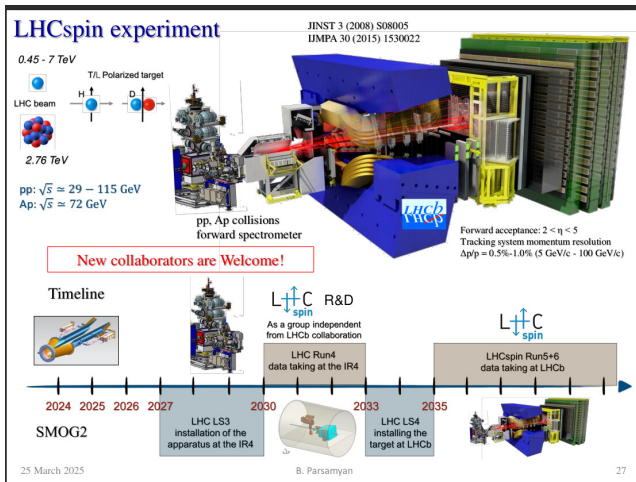 LHCspin experiment
JINST 3 (2008) S08005
IJMPA 30 (2015) 1530022
0.45 - 7 TeV
T/L Polarized target
H
D
LHC beam
2.76 TeV
pp: √s ≃ 29 − 115 GeV
Ap: √s ≃ 72 GeV
pp, Ap collisions
forward spectrometer
LHCb
Forward acceptance: 2 < η < 5
Tracking system momentum resolution
Δp/p = 0.5%-1.0% (5 GeV/c - 100 GeV/c)
New collaborators are Welcome!
Timeline
LHC spin R&D
As a group independent
from LHCb collaboration
LHC spin
LHC Run4
data taking at the IR4
LHCspin Run5+6
data taking at LHCb
2024 2025 2026 2027 2030 2033 2035
SMOG2
LHC LS3
installation of the
apparatus at the IR4
LHC LS4
installing the
target at LHCb
25 March 2025
B. Parsamyan
27